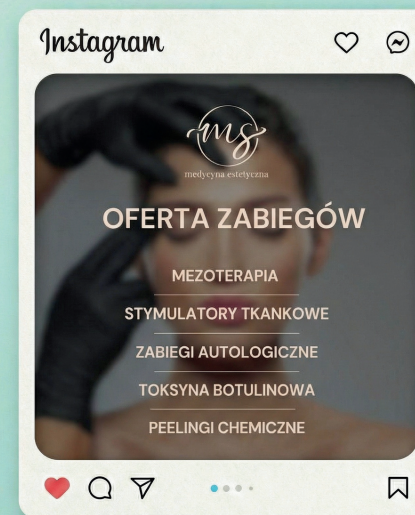 Instagram
ms
medycyna estetyczna
OFERTA ZABIEGÓW
MEZOTERAPIA
STYMULATORY TKANKOWE
ZABIEGI AUTOLOGICZNE
TOKSYNA BOTULINOWA
PEELINGI CHEMICZNE